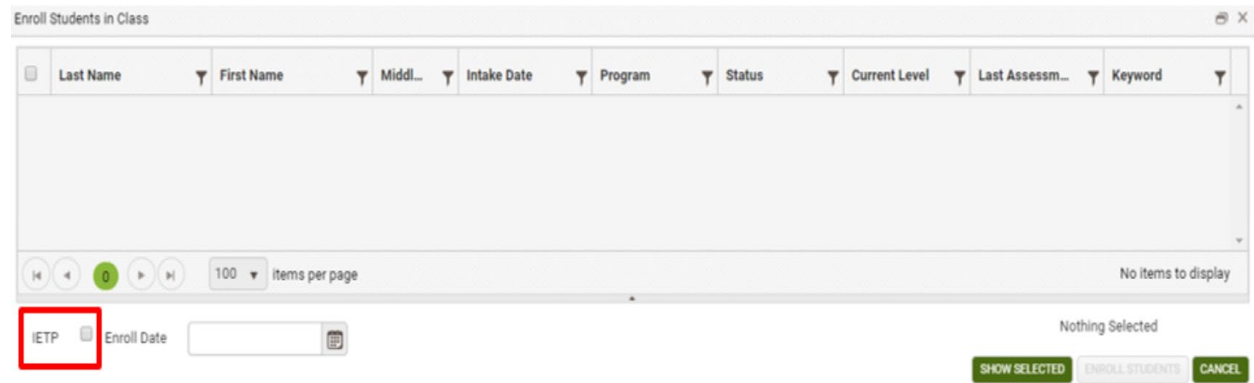 Enroll Students in Class
Last Name First Name Middl... Intake Date Program Status Current Level Last Assessm... Keyword
0 100 items per page No items to display
IETP Enroll Date Nothing Selected
SHOW SELECTED ENROLL STUDENTS CANCEL